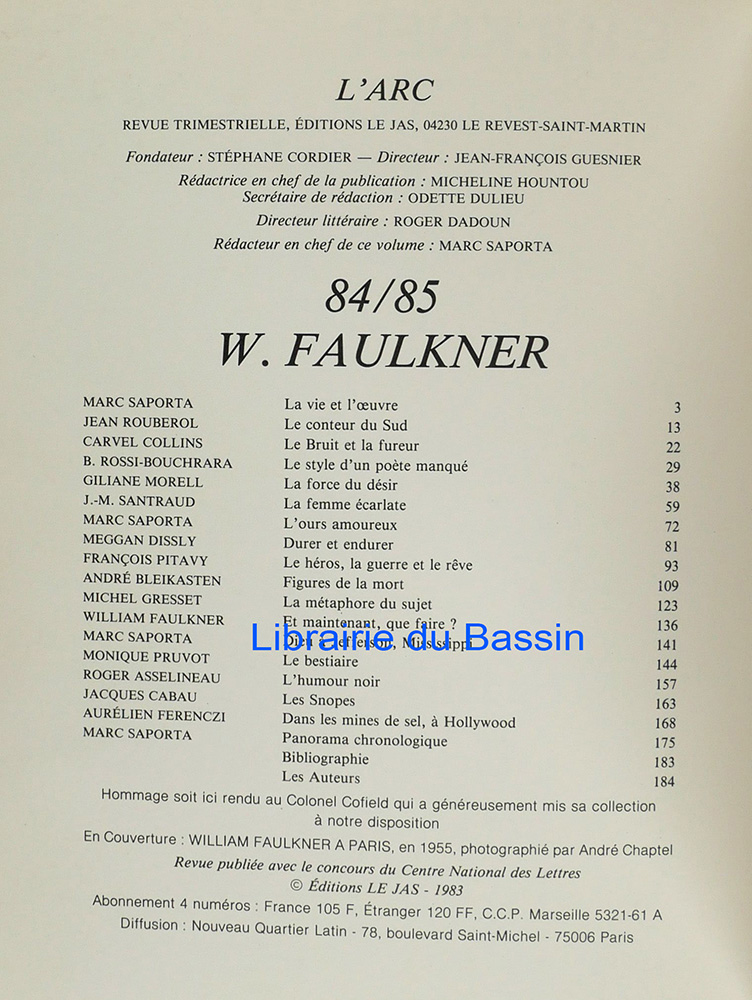 L'ARC
REVUE TRIMESTRIELLE, ÉDITIONS LE JAS, 04230 LE REVEST-SAINT-MARTIN
Fondateur : STÉPHANE CORDIER — Directeur : JEAN-FRANÇOIS GUESNIER
Rédactrice en chef de la publication : MICHELINE HOUNTOU
Secrétaire de rédaction : ODETTE DULIEU
Directeur littéraire : ROGER DADOUN
Rédacteur en chef de ce volume : MARC SAPORTA
84/85
W. FAULKNER
MARC SAPORTA La vie et l'œuvre 3
JEAN ROUBEROL Le conteur du Sud 13
CARVEL COLLINS Le Bruit et la fureur 22
B. ROSSI-BOUCHRARA Le style d'un poète manqué 29
GILIANE MORELL La force du désir 38
J.-M. SANTRAUD La femme écarlate 59
MARC SAPORTA L'ours amoureux 72
MEGGAN DISSLY Durer et endurer 81
FRANÇOIS PITAVY Le héros, la guerre et le rêve 93
ANDRÉ BLEIKASTEN Figures de la mort 109
MICHEL GRESSET La métaphore du sujet 123
WILLIAM FAULKNER Et maintenant, que faire ? 136
Librairie du Bassin
MARC SAPORTA Dieu à Jefferson, Mississippi 141
MONIQUE PRUVOT Le bestiaire 144
ROGER ASSELINEAU L'humour noir 157
JACQUES CABAU Les Snopes 163
AURÉLIEN FERENCZI Dans les mines de sel, à Hollywood 168
MARC SAPORTA Panorama chronologique 175
Bibliographie 183
Les Auteurs 184
Hommage soit ici rendu au Colonel Cofield qui a généreusement mis sa collection
à notre disposition
En Couverture : WILLIAM FAULKNER A PARIS, en 1955, photographié par André Chaptel
Revue publiée avec le concours du Centre National des Lettres
© Éditions LE JAS - 1983
Abonnement 4 numéros : France 105 F, Étranger 120 FF, C.C.P. Marseille 5321-61 A
Diffusion : Nouveau Quartier Latin - 78, boulevard Saint-Michel - 75006 Paris